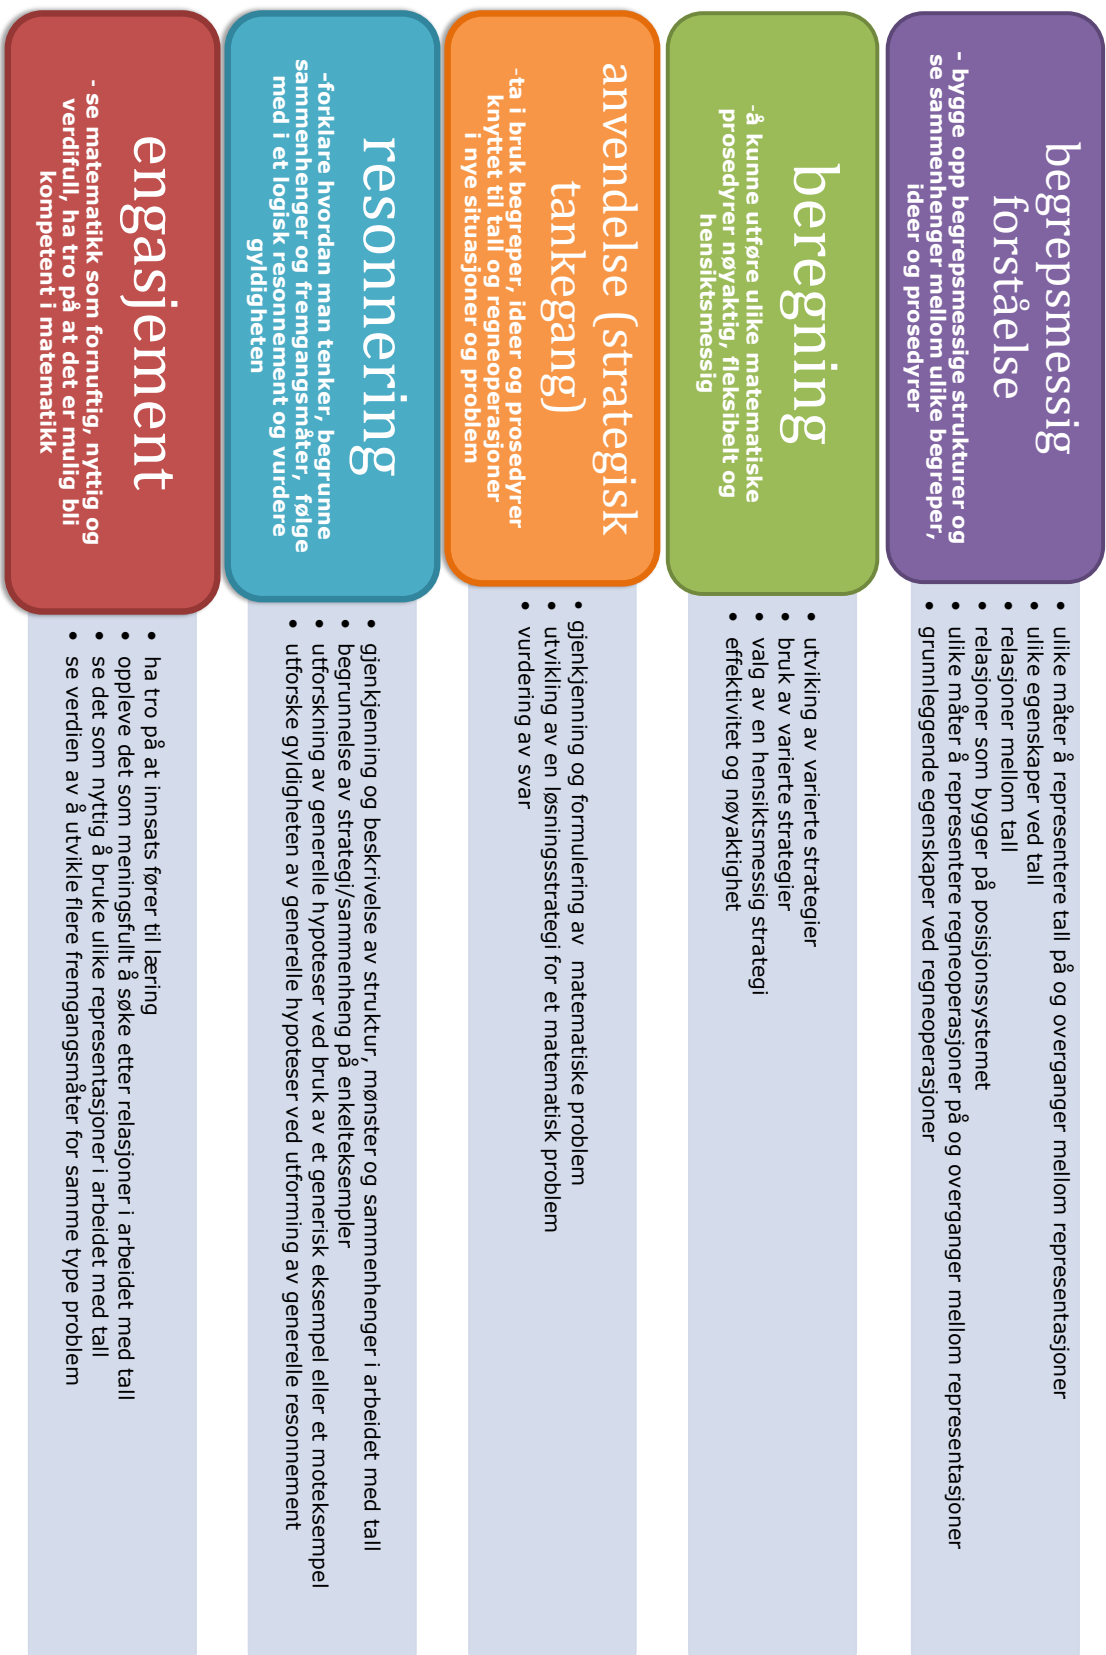 begrepsmessig
forståelse
- bygge opp begrepsmessige strukturer og
se sammenhenger mellom ulike begreper,
ideer og prosedyrer
• ulike måter å representere tall på og overganger mellom representasjoner
• ulike egenskaper ved tall
• relasjoner mellom tall
• relasjoner som bygger på posisjonssystemet
• ulike måter å representere regneoperasjoner på og overganger mellom representasjoner
• grunnleggende egenskaper ved regneoperasjoner
beregning
-å kunne utføre ulike matematiske
prosedyrer nøyaktig, fleksibelt og
hensiktsmessig
• utviking av varierte strategier
• bruk av varierte strategier
• valg av en hensiktsmessig strategi
• effektivitet og nøyaktighet
anvendelse (strategisk
tankegang)
-ta i bruk begreper, ideer og prosedyrer
knyttet til tall og regneoperasjoner
i nye situasjoner og problem
• gjenkjenning og formulering av matematiske problem
• utvikling av en løsningsstrategi for et matematisk problem
• vurdering av svar
resonnering
-forklare hvordan man tenker, begrunne
sammenhenger og fremgangsmåter, følge
med i et logisk resonnement og vurdere
gyldigheten
• gjenkjenning og beskrivelse av struktur, mønster og sammenhenger i arbeidet med tall
• begrunnelse av strategi/sammenheng på enkelteksempler
• utforskning av generelle hypoteser ved bruk av et generisk eksempel eller et moteksempel
• utforske gyldigheten av generelle hypoteser ved utforming av generelle resonnement
engasjement
- se matematikk som fornuftig, nyttig og
verdifull, ha tro på at det er mulig bli
kompetent i matematikk
• ha tro på at innsats fører til læring
• oppleve det som meningsfullt å søke etter relasjoner i arbeidet med tall
• se det som nyttig å bruke ulike representasjoner i arbeidet med tall
• se verdien av å utvikle flere fremgangsmåter for samme type problem